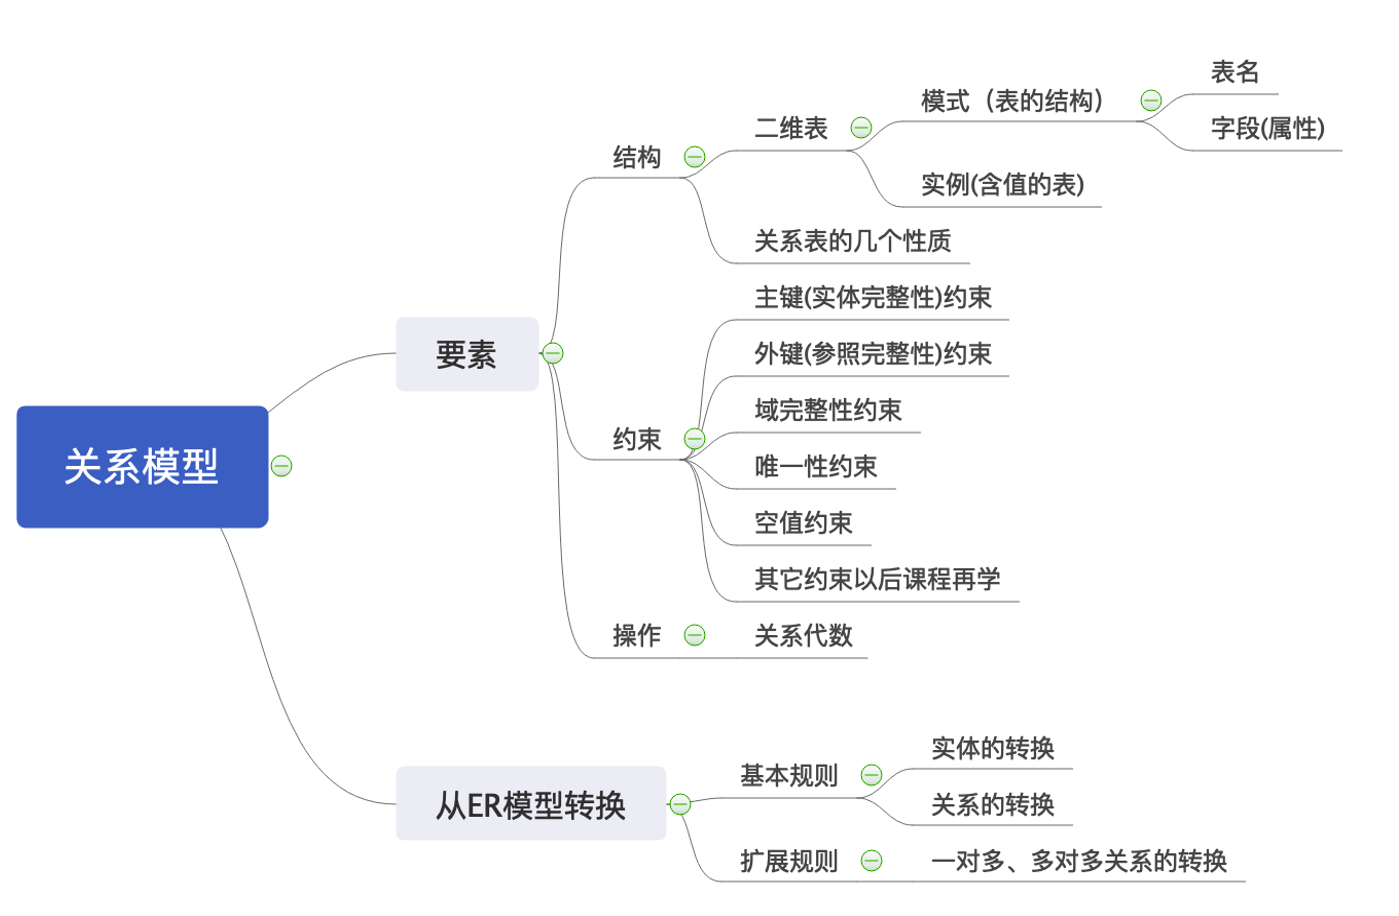 关系模型
要素
结构
二维表
模式（表的结构）
表名
字段(属性)
实例(含值的表)
关系表的几个性质
约束
主键(实体完整性)约束
外键(参照完整性)约束
域完整性约束
唯一性约束
空值约束
其它约束以后课程再学
操作
关系代数
从ER模型转换
基本规则
实体的转换
关系的转换
扩展规则
一对多、多对多关系的转换